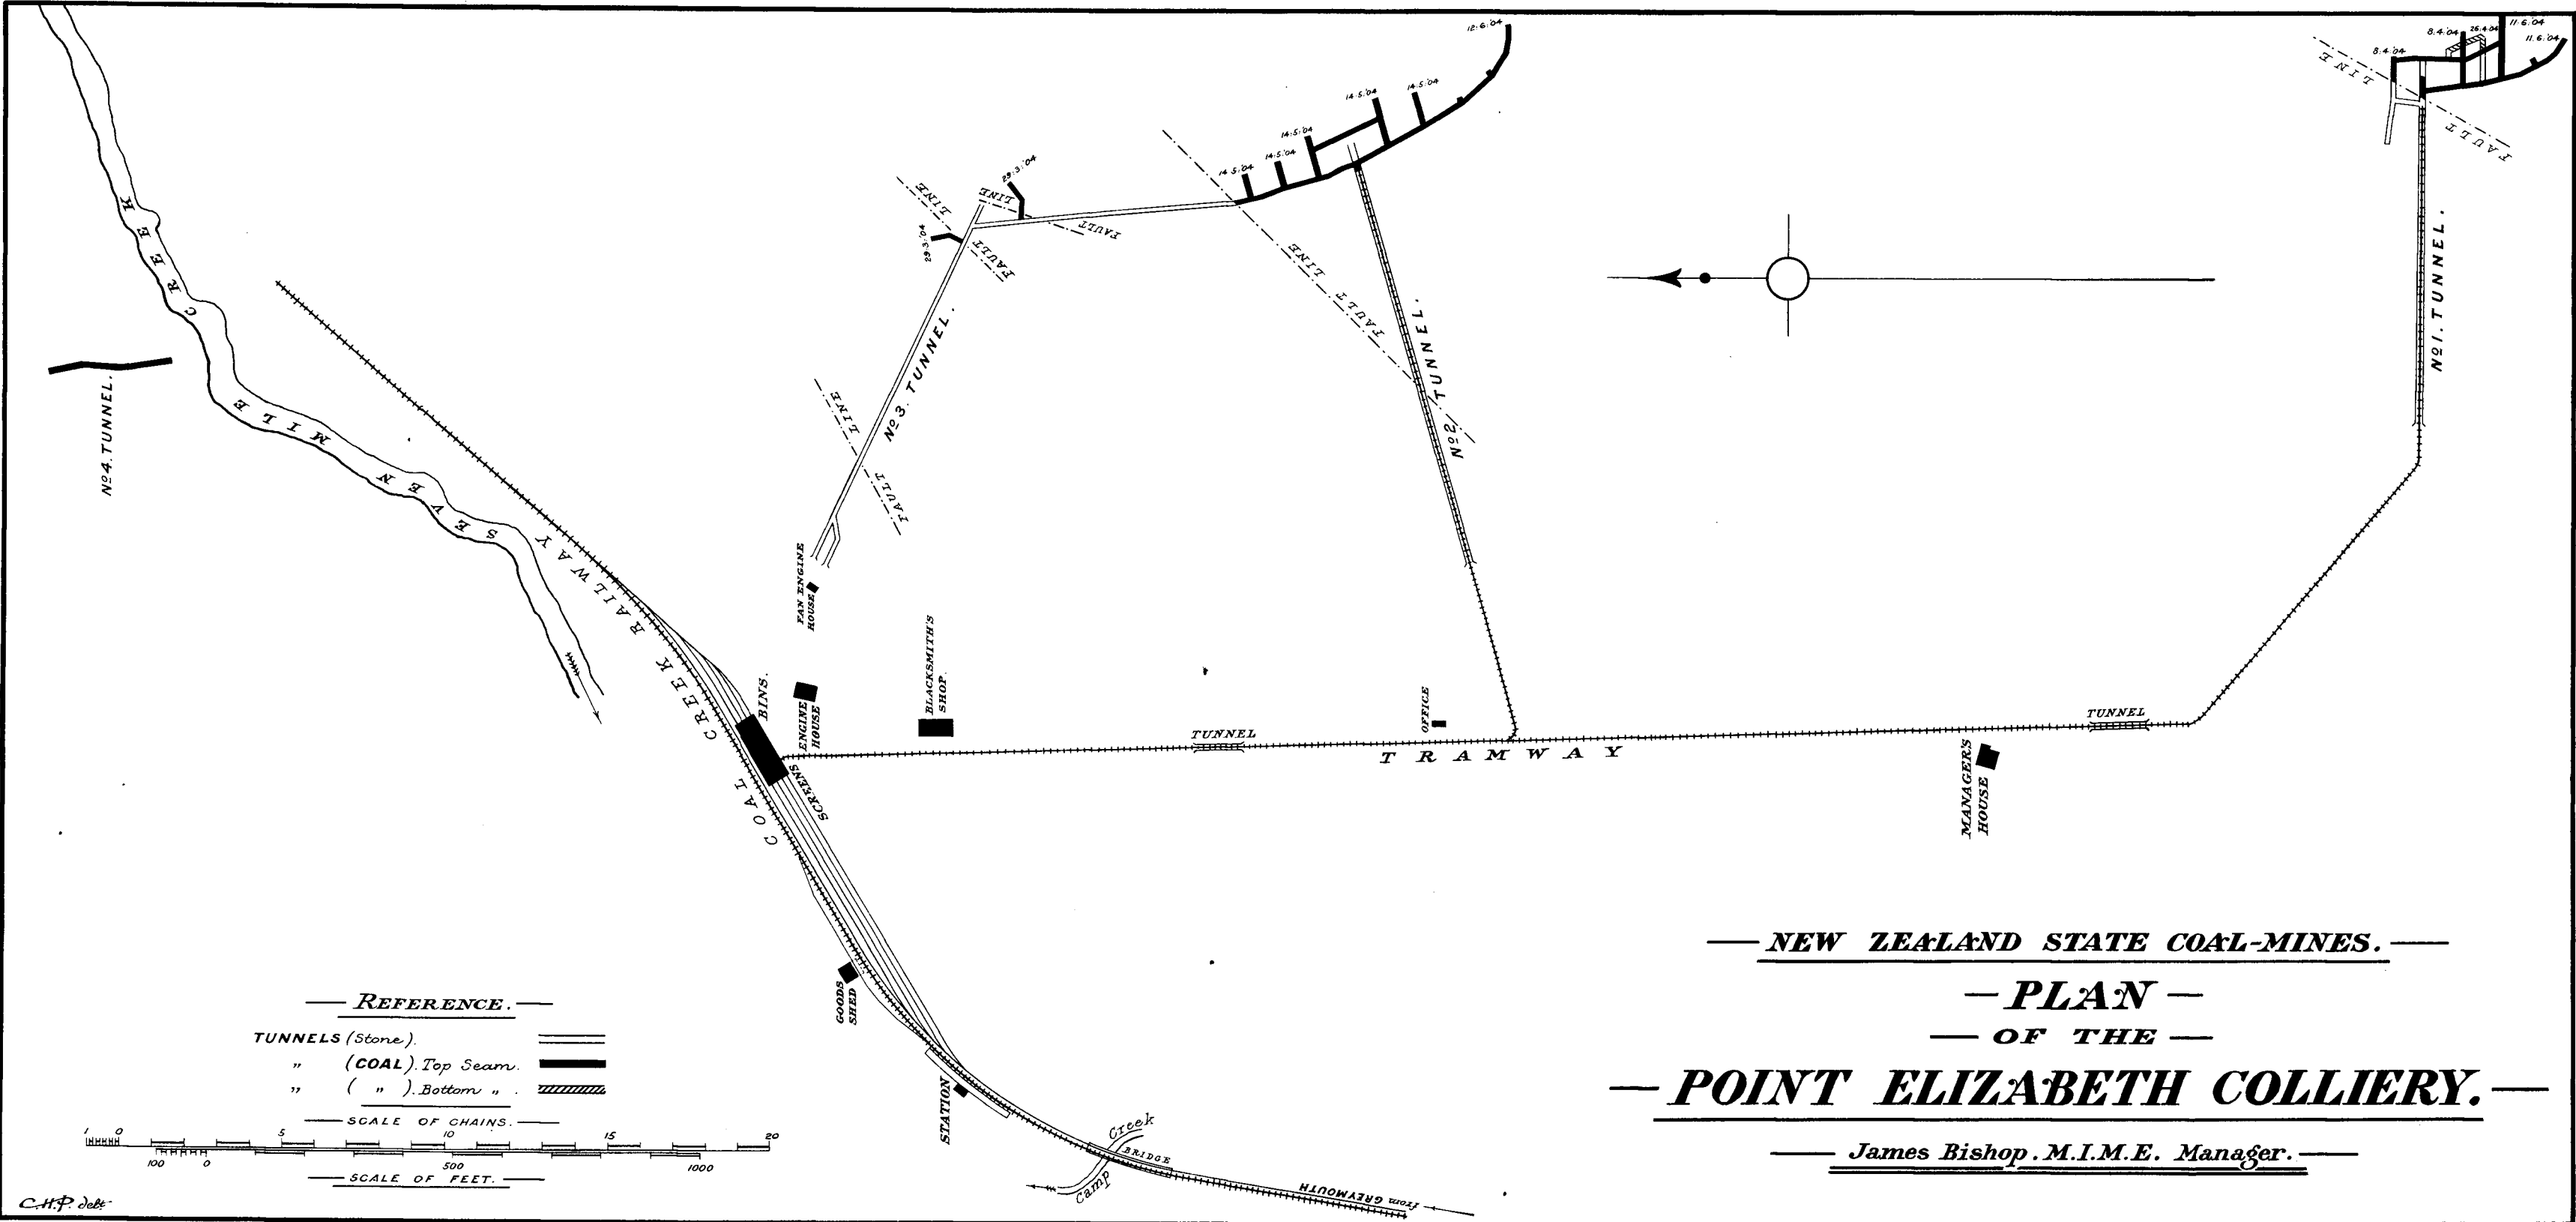 12.6.'04
14.5.'04
14.5.'04
14.5.'04
14.5.'04
14.5.'04
8.4.'04
8.4.'04
26.4.04
11.6.04
11.6.'04
LINE
FAULT
29.3.'04
29.3.'04
LINE
FAULT
LINE
FAULT
LINE
FAULT
LINE
FAULT
SEVEN MILE CREEK
No 4. TUNNEL.
No 3. TUNNEL.
No 2 TUNNEL.
No 1. TUNNEL.
COAL CREEK RAILWAY
FAN ENGINE
HOUSE
BINS.
ENGINE
HOUSE
BLACKSMITH'S
SHOP.
SCREENS
TUNNEL
OFFICE
TRAMWAY
TUNNEL
MANAGER'S
HOUSE
GOODS
SHED
STATION
Camp Creek
BRIDGE
From GREYMOUTH
REFERENCE.
TUNNELS (Stone).
" (COAL). Top Seam.
" ( " ). Bottom " .
SCALE OF CHAINS.
1 0 5 10 15 20
100 0 500 1000
SCALE OF FEET.
C.H.P. delt
NEW ZEALAND STATE COAL-MINES.
PLAN
OF THE
POINT ELIZABETH COLLIERY.
James Bishop. M.I.M.E. Manager.